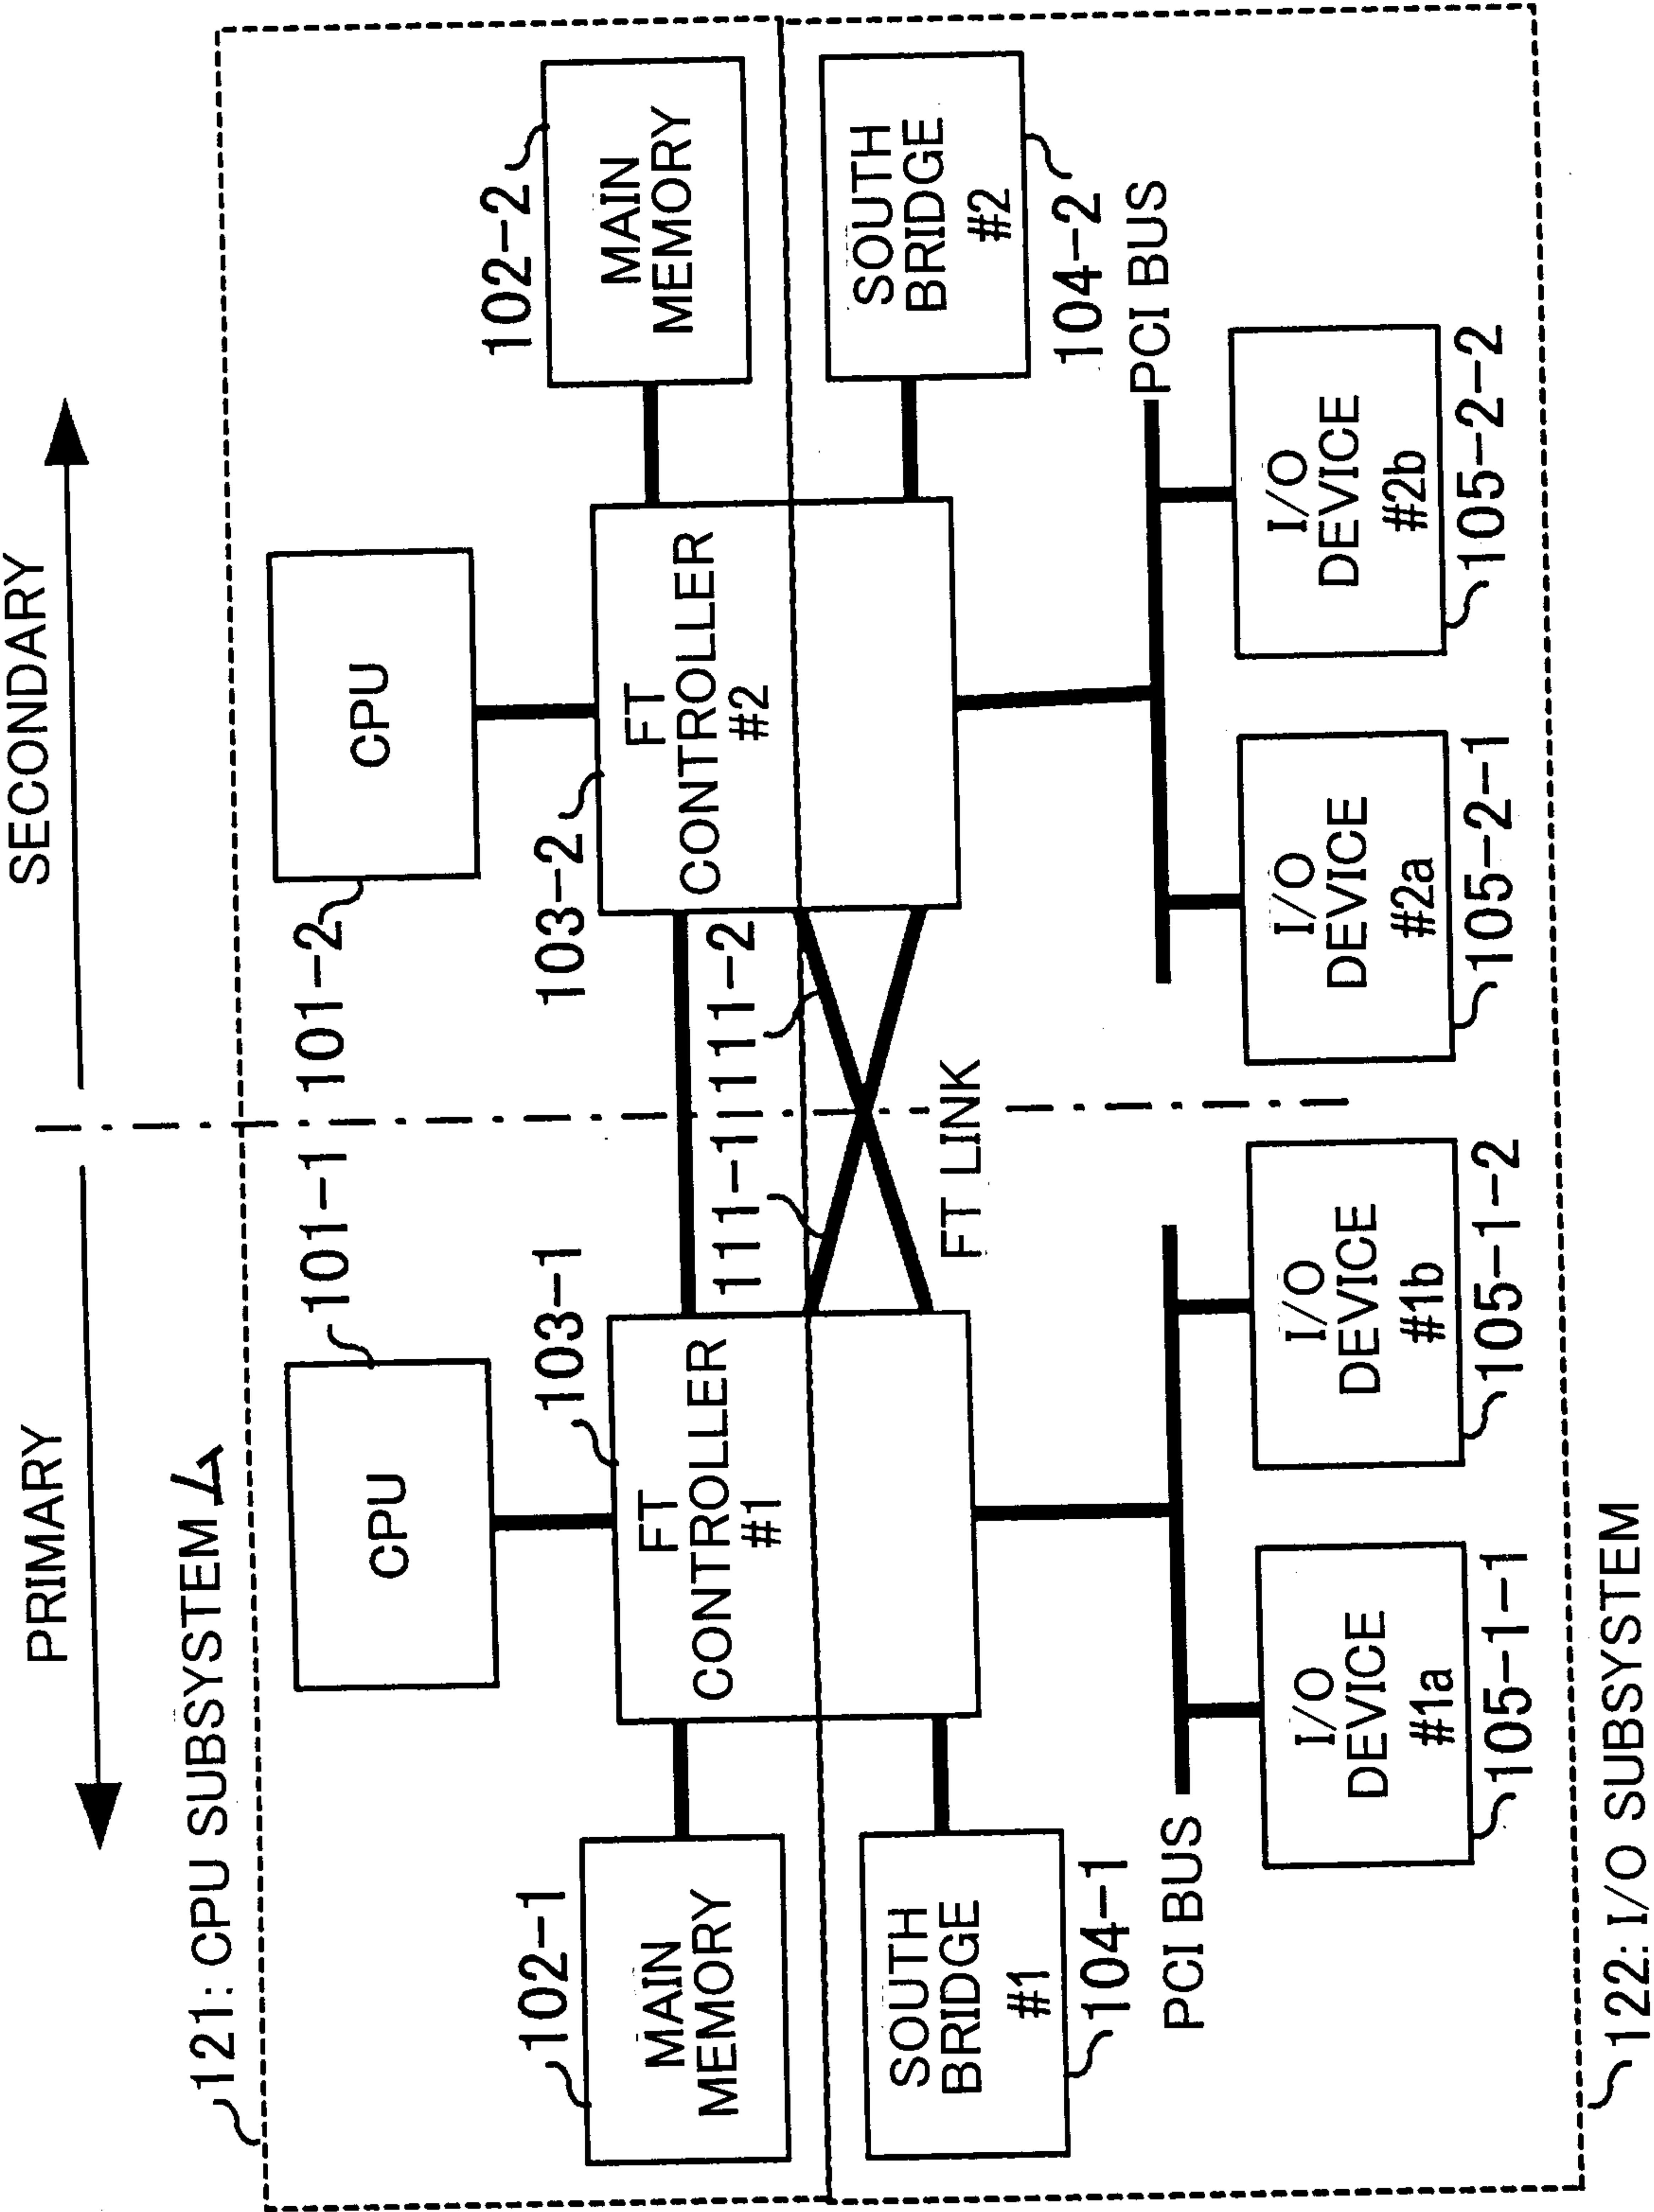 PRIMARY
SECONDARY
121: CPU SUBSYSTEM
101-1
101-2
CPU
CPU
102-1
103-1
103-2
102-2
MAIN
MEMORY
FT
CONTROLLER
#1
111-1
111-2
FT
CONTROLLER
#2
MAIN
MEMORY
SOUTH
BRIDGE
#1
104-1
FT LINK
SOUTH
BRIDGE
#2
104-2
PCI BUS
PCI BUS
I/O
DEVICE
#1a
105-1-1
I/O
DEVICE
#1b
105-1-2
I/O
DEVICE
#2a
105-2-1
I/O
DEVICE
#2b
105-2-2
122: I/O SUBSYSTEM